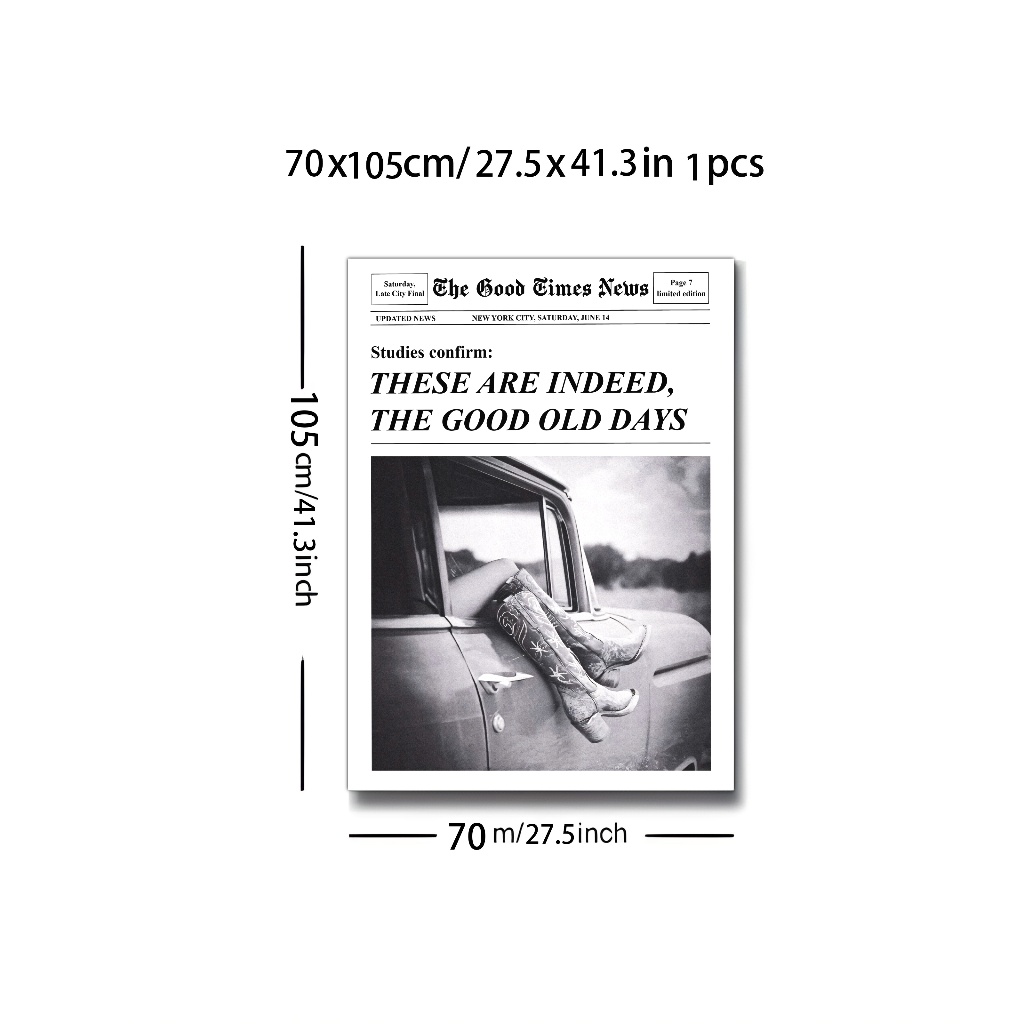 70x105cm/27.5x41.3in 1pcs
Saturday,
Late City Final
The Good Times News
Page 7
limited edition
UPDATED NEWS
NEW YORK CITY, SATURDAY, JUNE 14
Studies confirm:
THESE ARE INDEED,
THE GOOD OLD DAYS
105cm/41.3inch
70 m/27.5inch